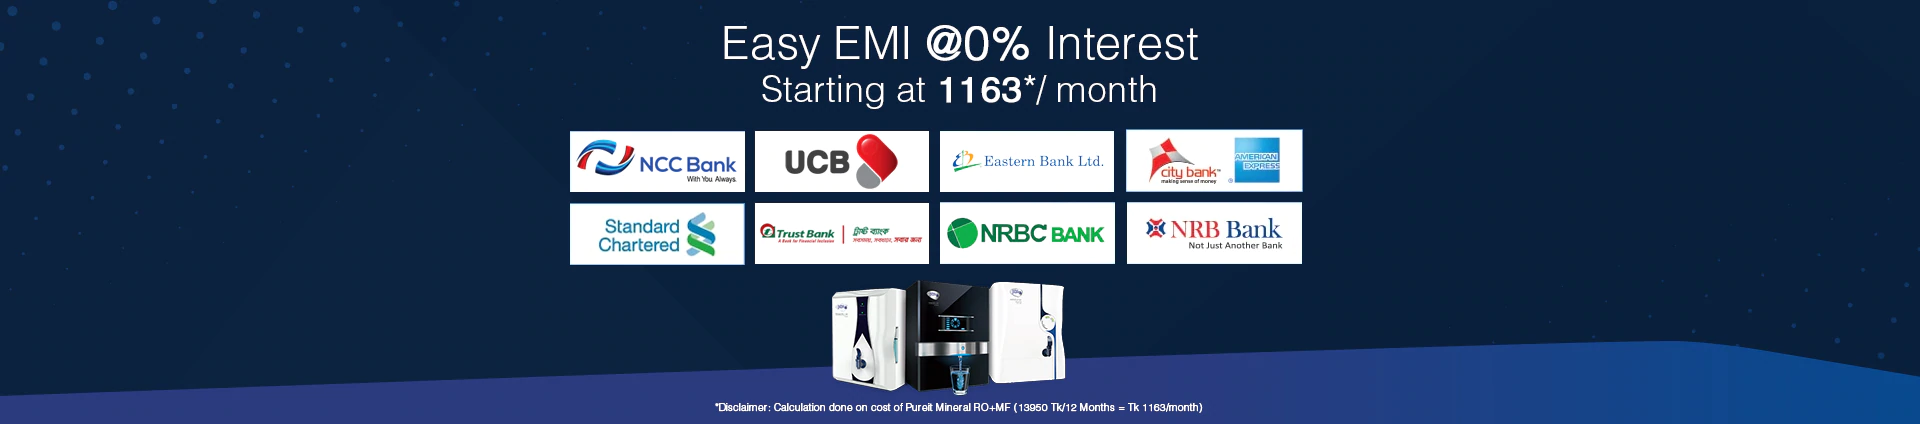 Easy EMI @0% Interest
Starting at 1163*/ month
NCC Bank
With You. Always.
UCB
Eastern Bank Ltd.
city bank™
making sense of money
AMERICAN
EXPRESS
®
Standard
Chartered
Trust Bank
A Bank for Financial Inclusion
ট্রাস্ট ব্যাংক
NRBC BANK
NRB Bank
Not Just Another Bank
*Disclaimer: Calculation done on cost of Pureit Mineral RO+MF (13950 Tk/12 Months = Tk 1163/month)